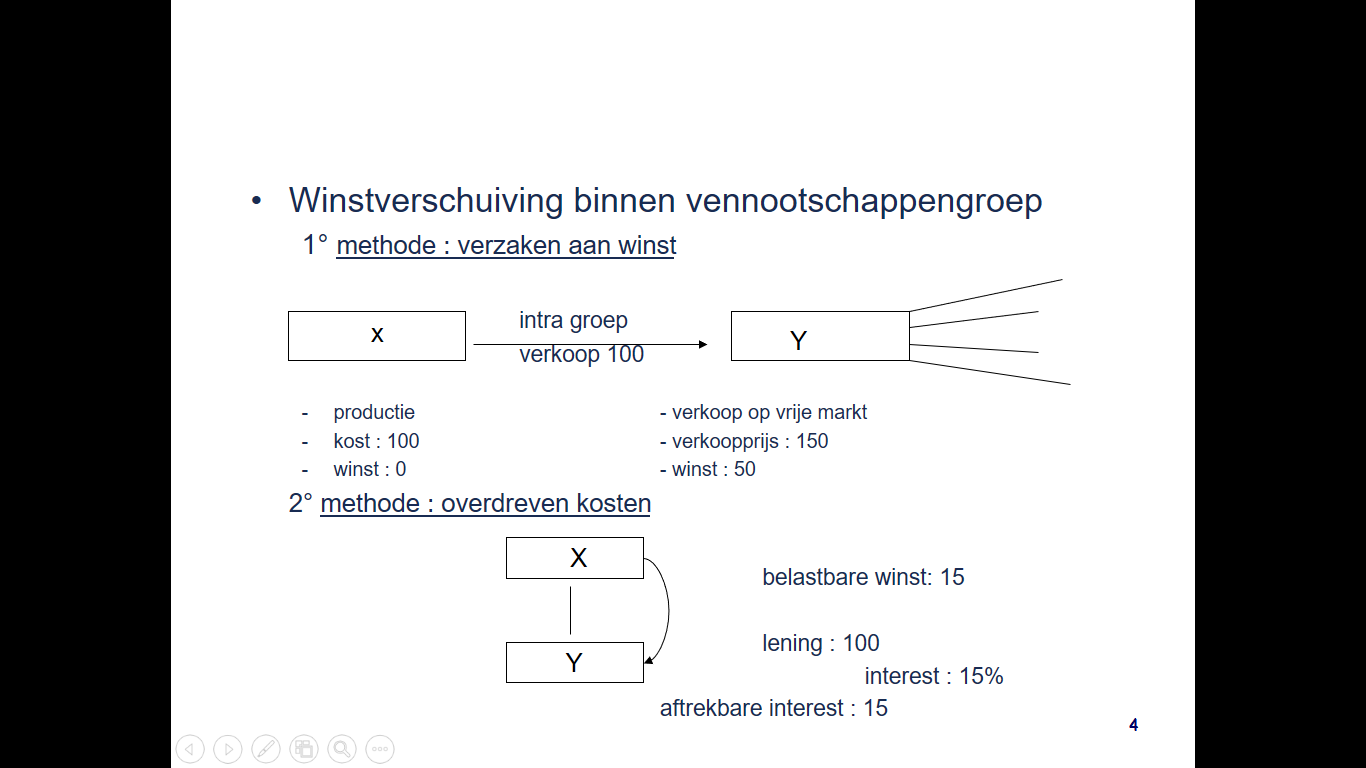 • Winstverschuiving binnen vennootschappengroep
1° methode : verzaken aan winst
x
intra groep
verkoop 100
Y
- productie
- kost : 100
- winst : 0
- verkoop op vrije markt
- verkoopprijs : 150
- winst : 50
2° methode : overdreven kosten
X
belastbare winst: 15
Y
lening : 100
interest : 15%
aftrekbare interest : 15
4